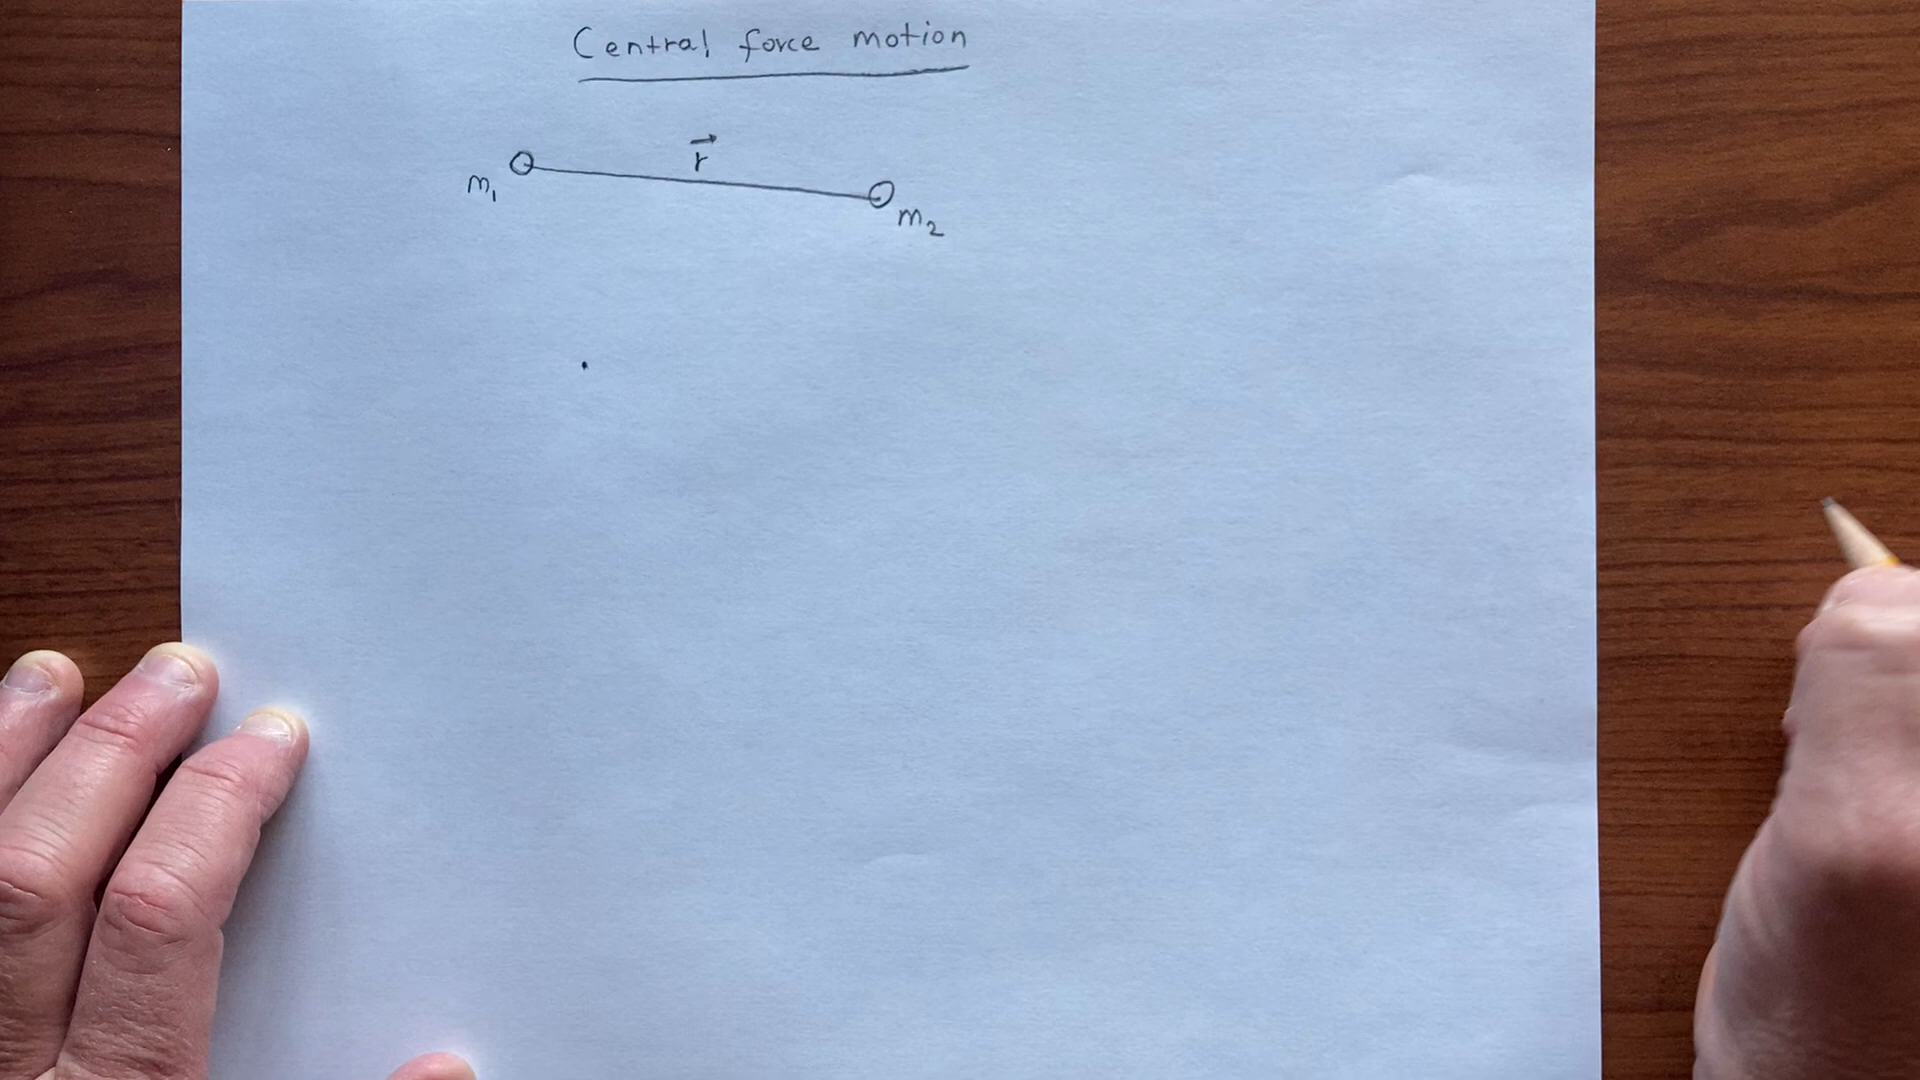 Central force motion
r⃗
m₁
m₂